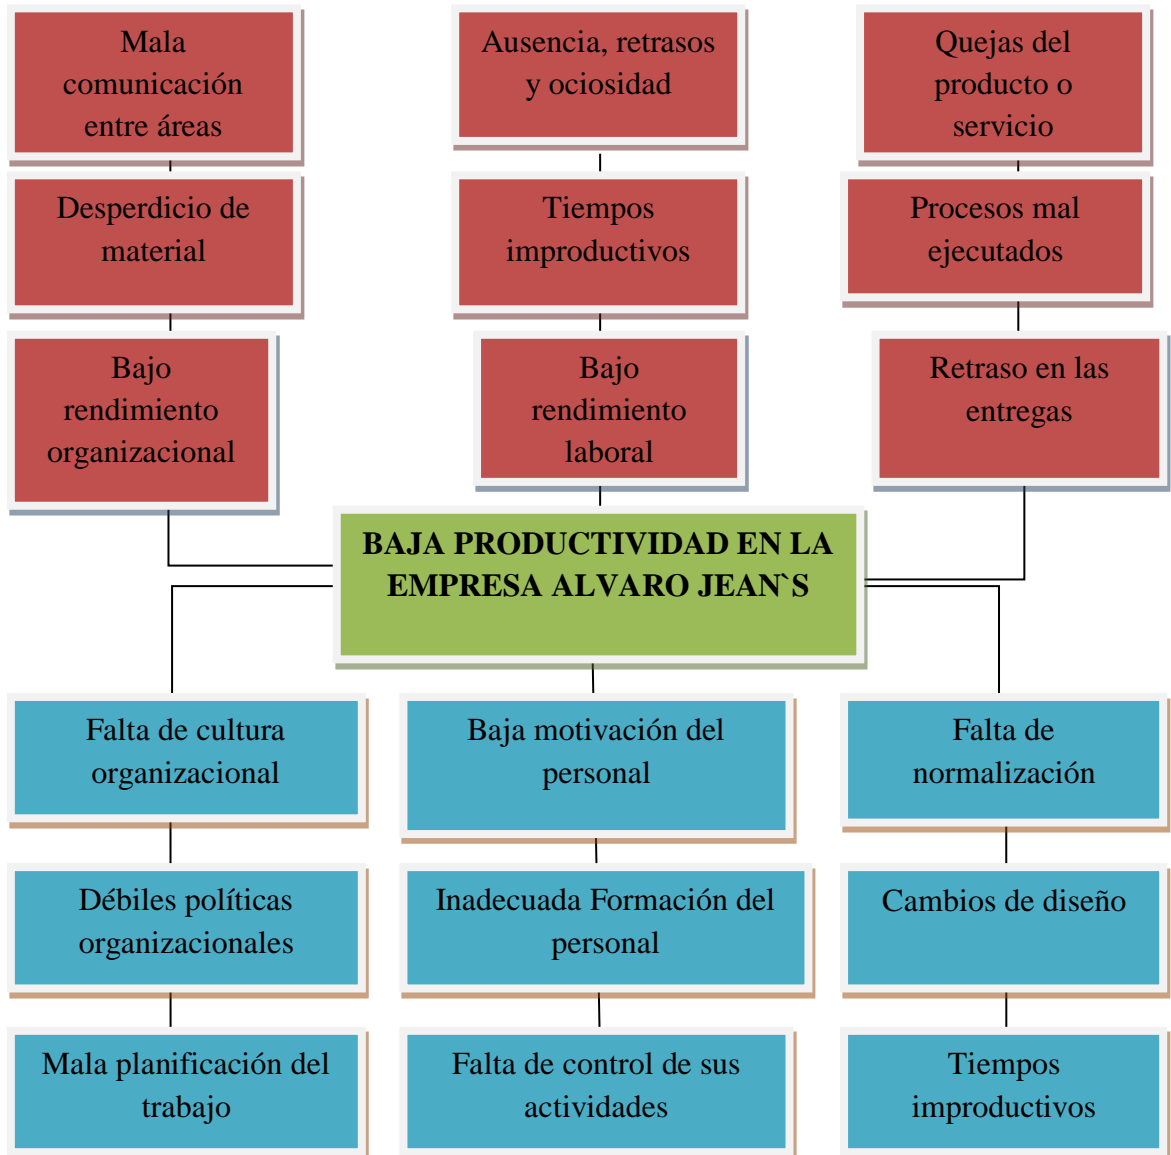 Mala
comunicación
entre áreas
Ausencia, retrasos
y ociosidad
Quejas del
producto o
servicio
Desperdicio de
material
Tiempos
improductivos
Procesos mal
ejecutados
Bajo
rendimiento
organizacional
Bajo
rendimiento
laboral
Retraso en las
entregas
BAJA PRODUCTIVIDAD EN LA
EMPRESA ALVARO JEAN`S
Falta de cultura
organizacional
Baja motivación del
personal
Falta de
normalización
Débiles políticas
organizacionales
Inadecuada Formación del
personal
Cambios de diseño
Mala planificación del
trabajo
Falta de control de sus
actividades
Tiempos
improductivos